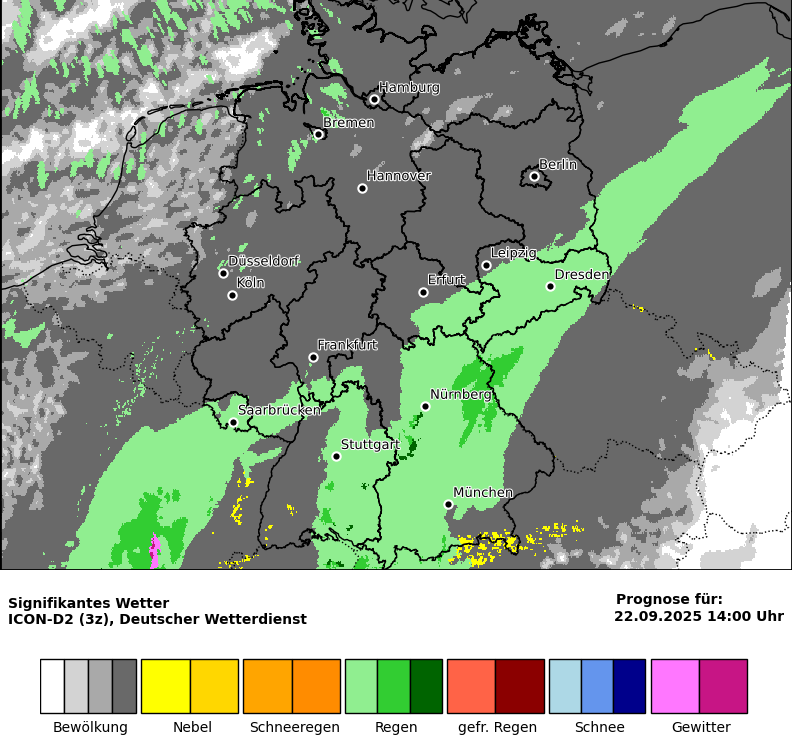 Hamburg
Bremen
Berlin
Hannover
Leipzig
Düsseldorf
Dresden
Erfurt
Köln
Frankfurt
Nürnberg
Saarbrücken
Stuttgart
München
Signifikantes Wetter
ICON-D2 (3z), Deutscher Wetterdienst
Prognose für:
22.09.2025 14:00 Uhr
Bewölkung Nebel Schneeregen Regen gefr. Regen Schnee Gewitter